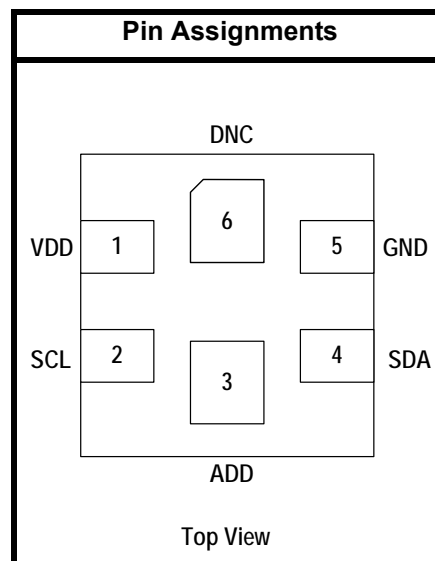 Pin Assignments
DNC
6
VDD 1 5 GND
SCL 2 4 SDA
3
ADD
Top View